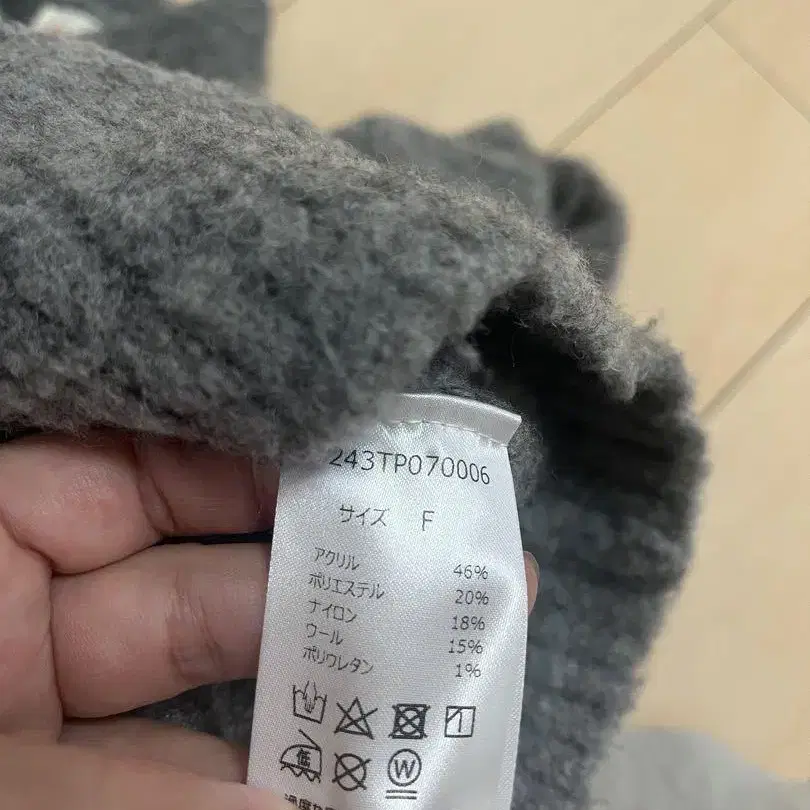 243TP070006
サイズ F
アクリル 46%
ポリエステル 20%
ナイロン 18%
ウール 15%
ポリウレタン 1%
低
W